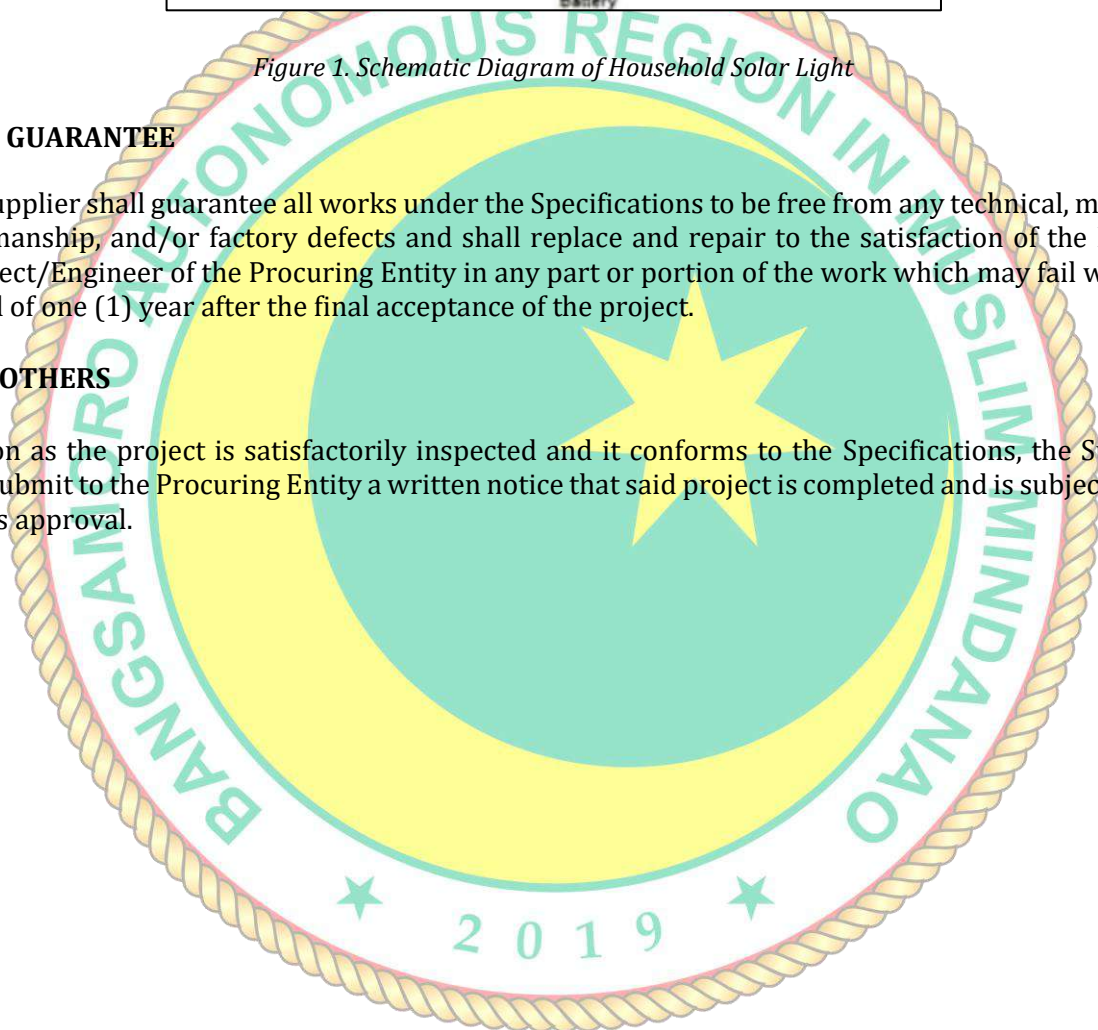 Battery
Figure 1. Schematic Diagram of Household Solar Light
GUARANTEE
upplier shall guarantee all works under the Specifications to be free from any technical, m
manship, and/or factory defects and shall replace and repair to the satisfaction of the
ect/Engineer of the Procuring Entity in any part or portion of the work which may fail w
of one (1) year after the final acceptance of the project.
OTHERS
on as the project is satisfactorily inspected and it conforms to the Specifications, the S
ubmit to the Procuring Entity a written notice that said project is completed and is subjec
s approval.
BANGSAMORO AUTONOMOUS REGION IN MUSLIM MINDANAO
2019